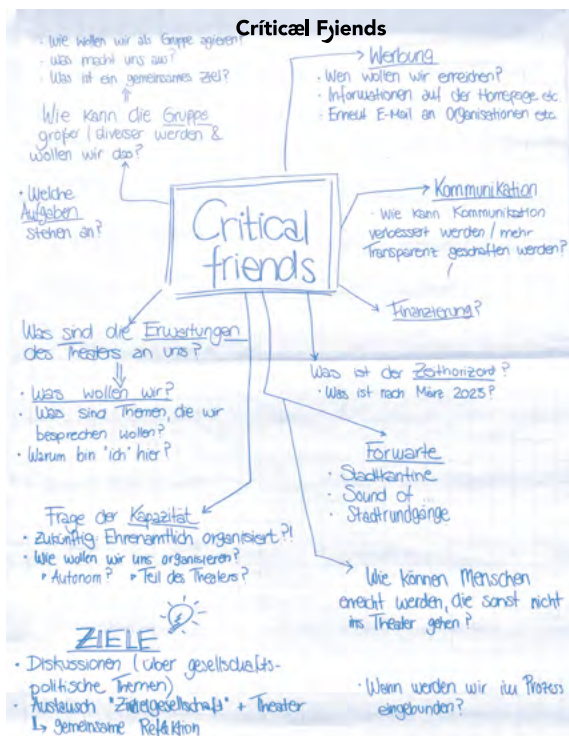 Críticæl Fȷiends
· Wie wollen wir als Gruppe agieren?
· Was macht uns aus?
· Was ist ein gemeinsames Ziel?
Wie kann die Gruppe
größer / diverser werden &
wollen wir das?
· Welche
Aufgaben
stehen an?
Critical
friends
Werbung
· Wen wollen wir erreichen?
· Informationen auf der Homepage etc.
· Erneut E-Mail an Organisationen etc.
Kommunikation
· Wie kann Kommunikation
verbessert werden / mehr
Transparent geschaffen werden?
Finanzierung?
Was sind die Erwartungen
des Theaters an uns?
· Was wollen wir?
· Was sind Themen, die wir
besprechen wollen?
· Warum bin "ich" hier?
Was ist der Zeithorizont?
· Was ist nach März 2025?
Formate
· Stadtkantine
· Sound of ...
· Stadtrundgänge
Frage der Kapazität
· Zukünftig: Ehrenamtlich organisiert?!
· Wie wollen wir uns organisieren?
Autonom? Teil des Theaters?
Wie können Menschen
erreicht werden, die sonst nicht
ins Theater gehen?
ZIELE
· Diskussionen (über gesellschafts-
politische Themen)
· Austausch + Theater
↳ gemeinsame
· Wann werden wir im Prozess
eingebunden?